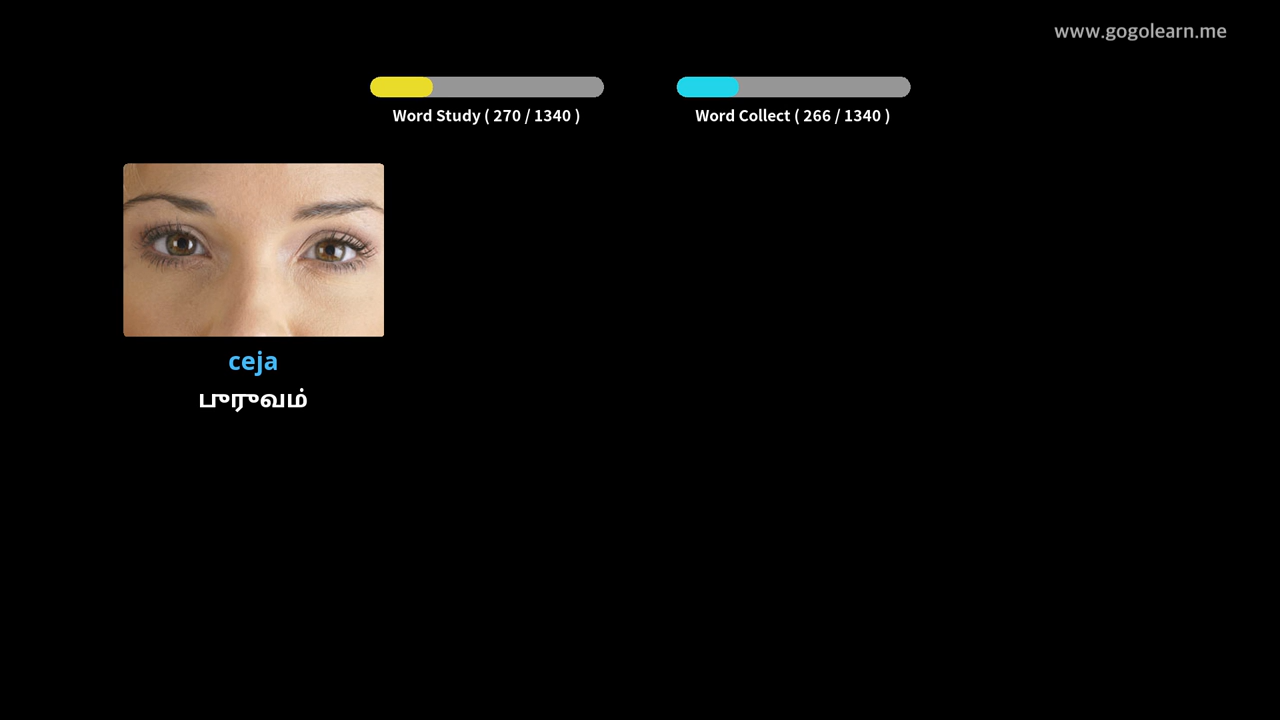 www.gogolearn.me
Word Study ( 270 / 1340 )
Word Collect ( 266 / 1340 )
ceja
புருவம்